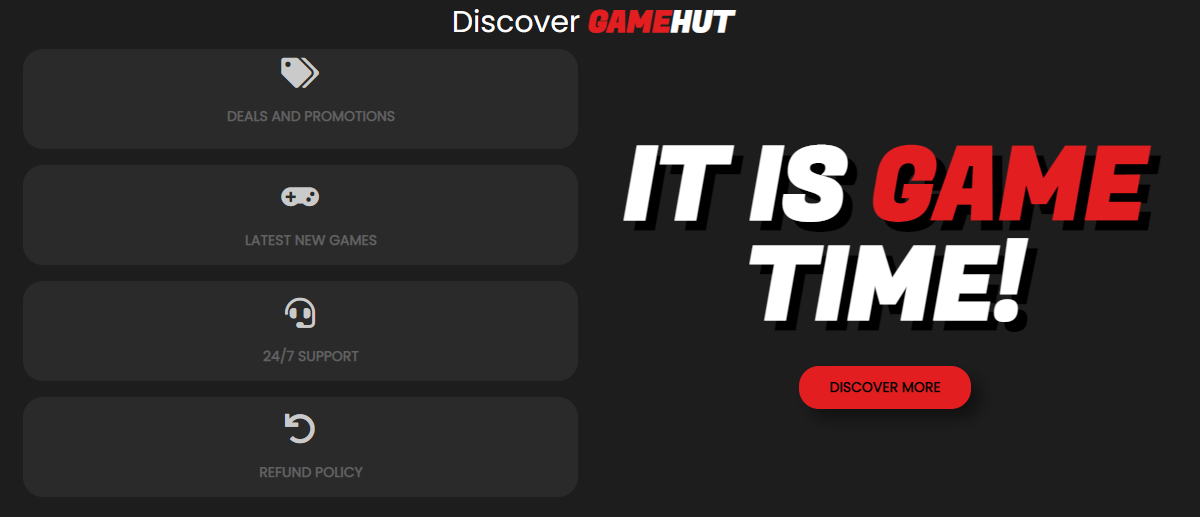 Discover GAMEHUT
DEALS AND PROMOTIONS
LATEST NEW GAMES
24/7 SUPPORT
REFUND POLICY
IT IS GAME
TIME!
DISCOVER MORE